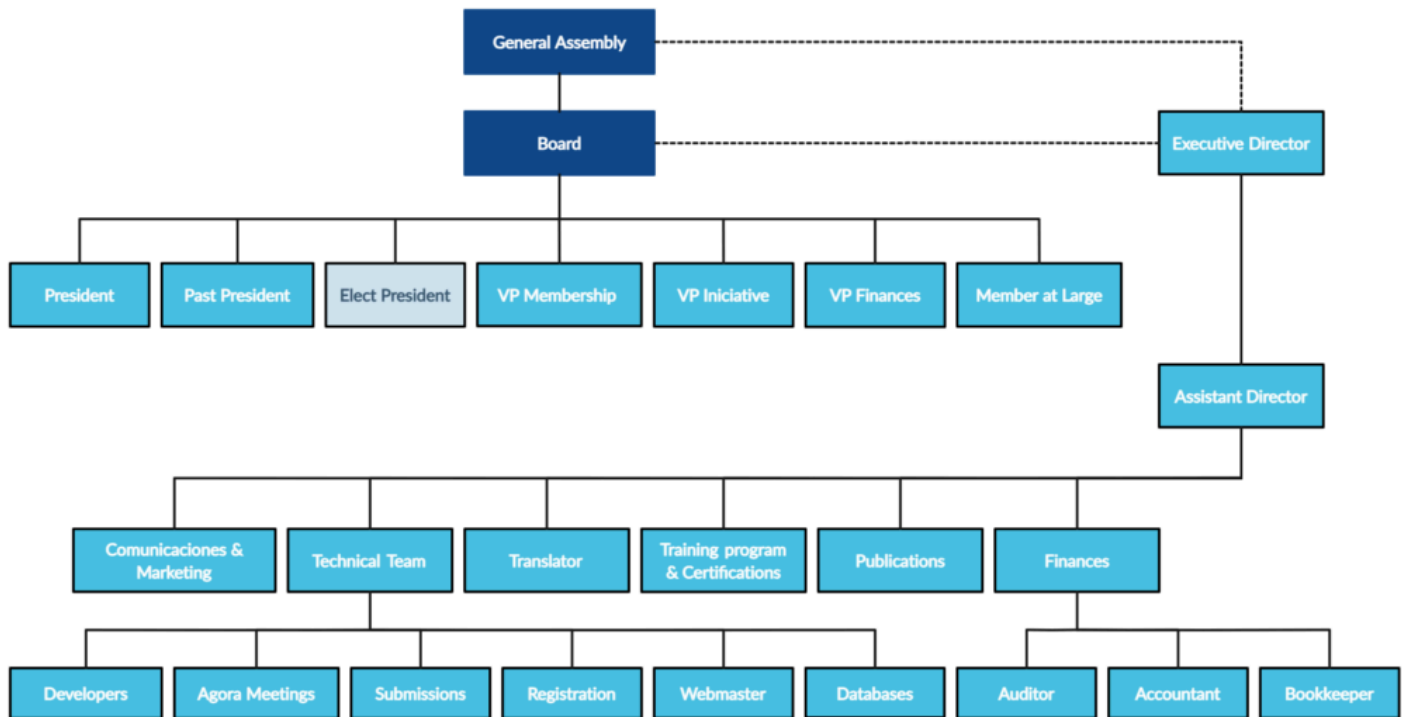 General Assembly
Board
Executive Director
President
Past President
Elect President
VP Membership
VP Iniciative
VP Finances
Member at Large
Assistant Director
Comunicaciones &
Marketing
Technical Team
Translator
Training program
& Certifications
Publications
Finances
Developers
Agora Meetings
Submissions
Registration
Webmaster
Databases
Auditor
Accountant
Bookkeeper